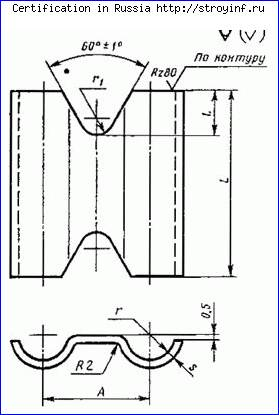 Certification in Russia http://stroyinf.ru
60°±1°
r1
Rz80
По контуру
l
L
r
0,5
R2
s
A